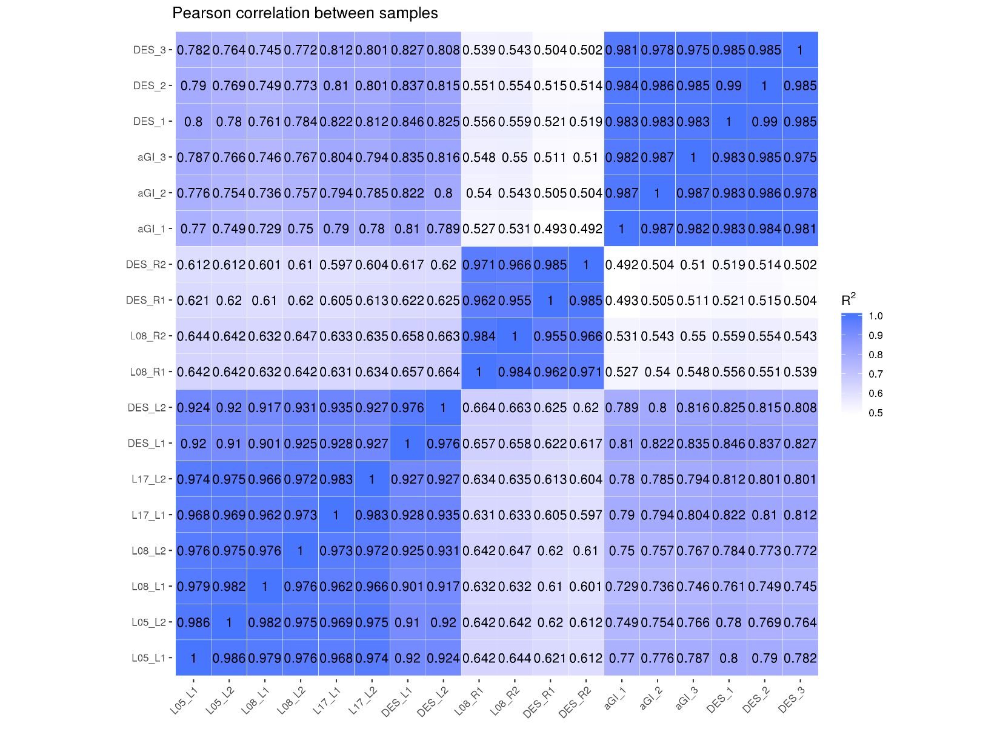 Pearson correlation between samples
DES_3 0.782 0.764 0.745 0.772 0.812 0.801 0.827 0.808 0.539 0.543 0.504 0.502 0.981 0.978 0.975 0.985 0.985 1
DES_2 0.79 0.769 0.749 0.773 0.81 0.801 0.837 0.815 0.551 0.554 0.515 0.514 0.984 0.986 0.985 0.99 1 0.985
DES_1 0.8 0.78 0.761 0.784 0.822 0.812 0.846 0.825 0.556 0.559 0.521 0.519 0.983 0.983 0.983 1 0.99 0.985
aGI_3 0.787 0.766 0.746 0.767 0.804 0.794 0.835 0.816 0.548 0.55 0.511 0.51 0.982 0.987 1 0.983 0.985 0.975
aGI_2 0.776 0.754 0.736 0.757 0.794 0.785 0.822 0.8 0.54 0.543 0.505 0.504 0.987 1 0.987 0.983 0.986 0.978
aGI_1 0.77 0.749 0.729 0.75 0.79 0.78 0.81 0.789 0.527 0.531 0.493 0.492 1 0.987 0.982 0.983 0.984 0.981
DES_R2 0.612 0.612 0.601 0.61 0.597 0.604 0.617 0.62 0.971 0.966 0.985 1 0.492 0.504 0.51 0.519 0.514 0.502
DES_R1 0.621 0.62 0.61 0.62 0.605 0.613 0.622 0.625 0.962 0.955 1 0.985 0.493 0.505 0.511 0.521 0.515 0.504
L08_R2 0.644 0.642 0.632 0.647 0.633 0.635 0.658 0.663 0.984 1 0.955 0.966 0.531 0.543 0.55 0.559 0.554 0.543
L08_R1 0.642 0.642 0.632 0.642 0.631 0.634 0.657 0.664 1 0.984 0.962 0.971 0.527 0.54 0.548 0.556 0.551 0.539
DES_L2 0.924 0.92 0.917 0.931 0.935 0.927 0.976 1 0.664 0.663 0.625 0.62 0.789 0.8 0.816 0.825 0.815 0.808
DES_L1 0.92 0.91 0.901 0.925 0.928 0.927 1 0.976 0.657 0.658 0.622 0.617 0.81 0.822 0.835 0.846 0.837 0.827
L17_L2 0.974 0.975 0.966 0.972 0.983 1 0.927 0.927 0.634 0.635 0.613 0.604 0.78 0.785 0.794 0.812 0.801 0.801
L17_L1 0.968 0.969 0.962 0.973 1 0.983 0.928 0.935 0.631 0.633 0.605 0.597 0.79 0.794 0.804 0.822 0.81 0.812
L08_L2 0.976 0.975 0.976 1 0.973 0.972 0.925 0.931 0.642 0.647 0.62 0.61 0.75 0.757 0.767 0.784 0.773 0.772
L08_L1 0.979 0.982 1 0.976 0.962 0.966 0.901 0.917 0.632 0.632 0.61 0.601 0.729 0.736 0.746 0.761 0.749 0.745
L05_L2 0.986 1 0.982 0.975 0.969 0.975 0.91 0.92 0.642 0.642 0.62 0.612 0.749 0.754 0.766 0.78 0.769 0.764
L05_L1 1 0.986 0.979 0.976 0.968 0.974 0.92 0.924 0.642 0.644 0.621 0.612 0.77 0.776 0.787 0.8 0.79 0.782
L05_L1 L05_L2 L08_L1 L08_L2 L17_L1 L17_L2 DES_L1 DES_L2 L08_R1 L08_R2 DES_R1 DES_R2 aGI_1 aGI_2 aGI_3 DES_1 DES_2 DES_3
R²
1.0
0.9
0.8
0.7
0.6
0.5